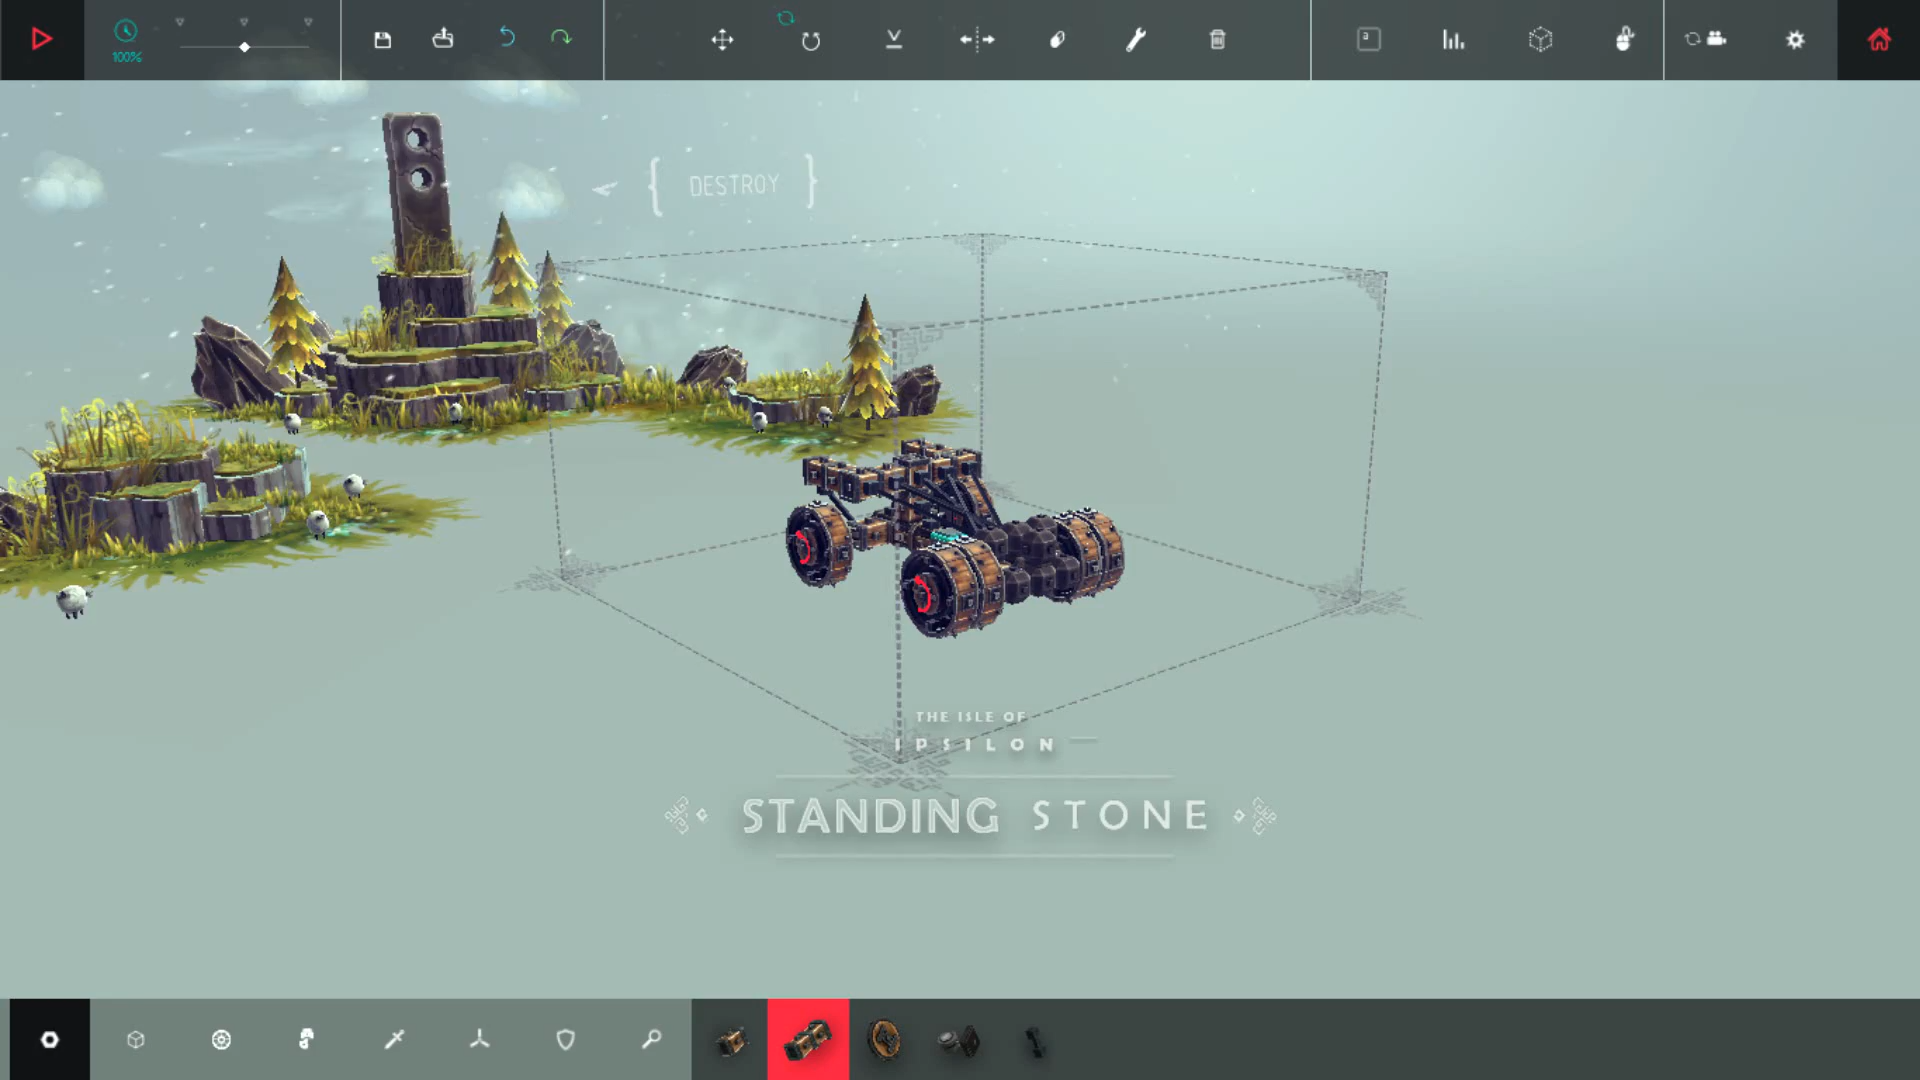 100%
a
DESTROY
THE ISLE OF
IPSILON
STANDING STONE